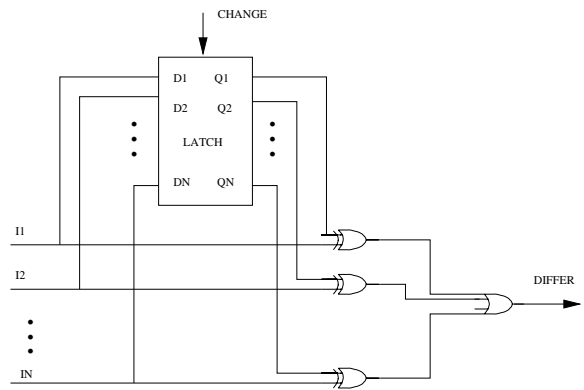 CHANGE
D1 Q1
D2 Q2
LATCH
DN QN
I1
I2
DIFFER
IN